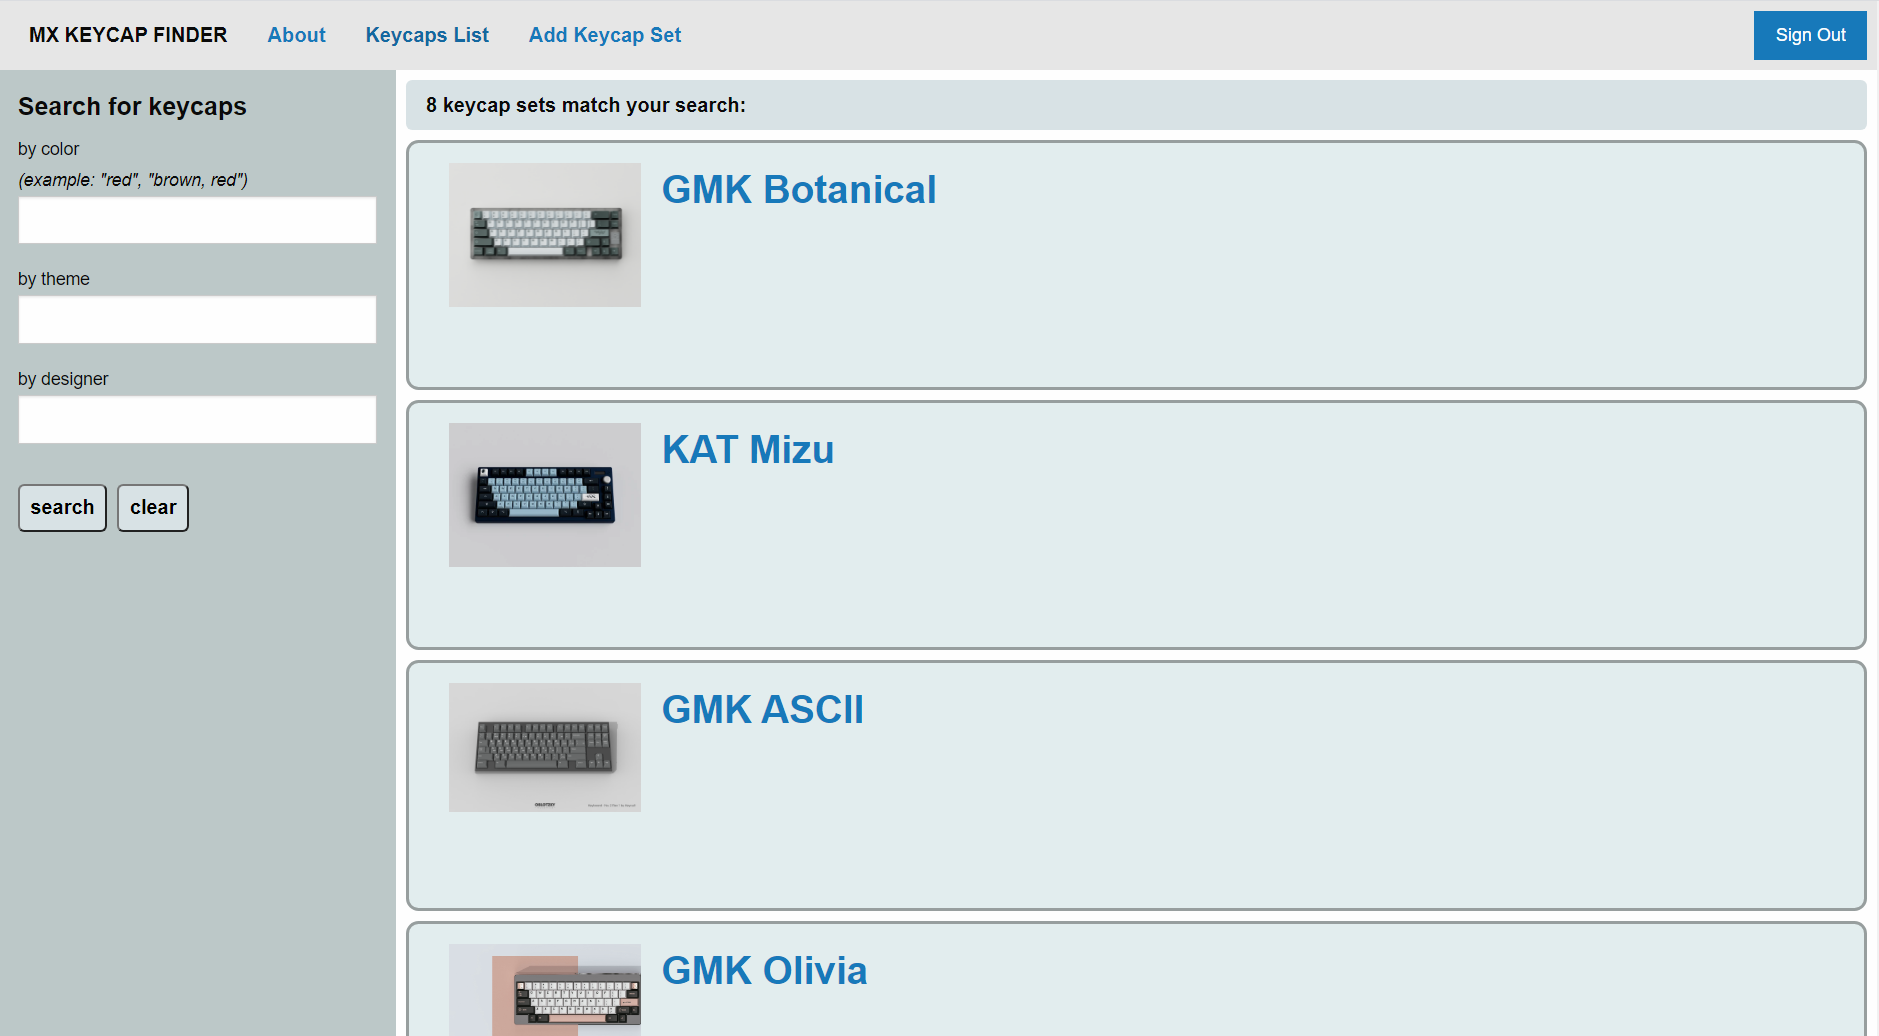 MX KEYCAP FINDER About Keycaps List Add Keycap Set Sign Out
Search for keycaps
by color
(example: "red", "brown, red")
by theme
by designer
search clear
8 keycap sets match your search:
GMK Botanical
KAT Mizu
GMK ASCII
GMK Olivia